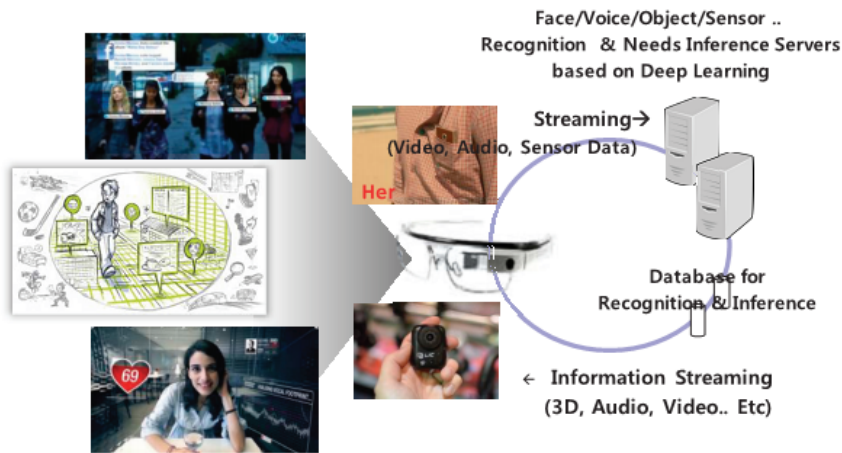 Face/Voice/Object/Sensor ..
Recognition & Needs Inference Servers
based on Deep Learning
Streaming→
(Video, Audio, Sensor Data)
Her
69
Database for
Recognition & Inference
← Information Streaming
(3D, Audio, Video.. Etc)